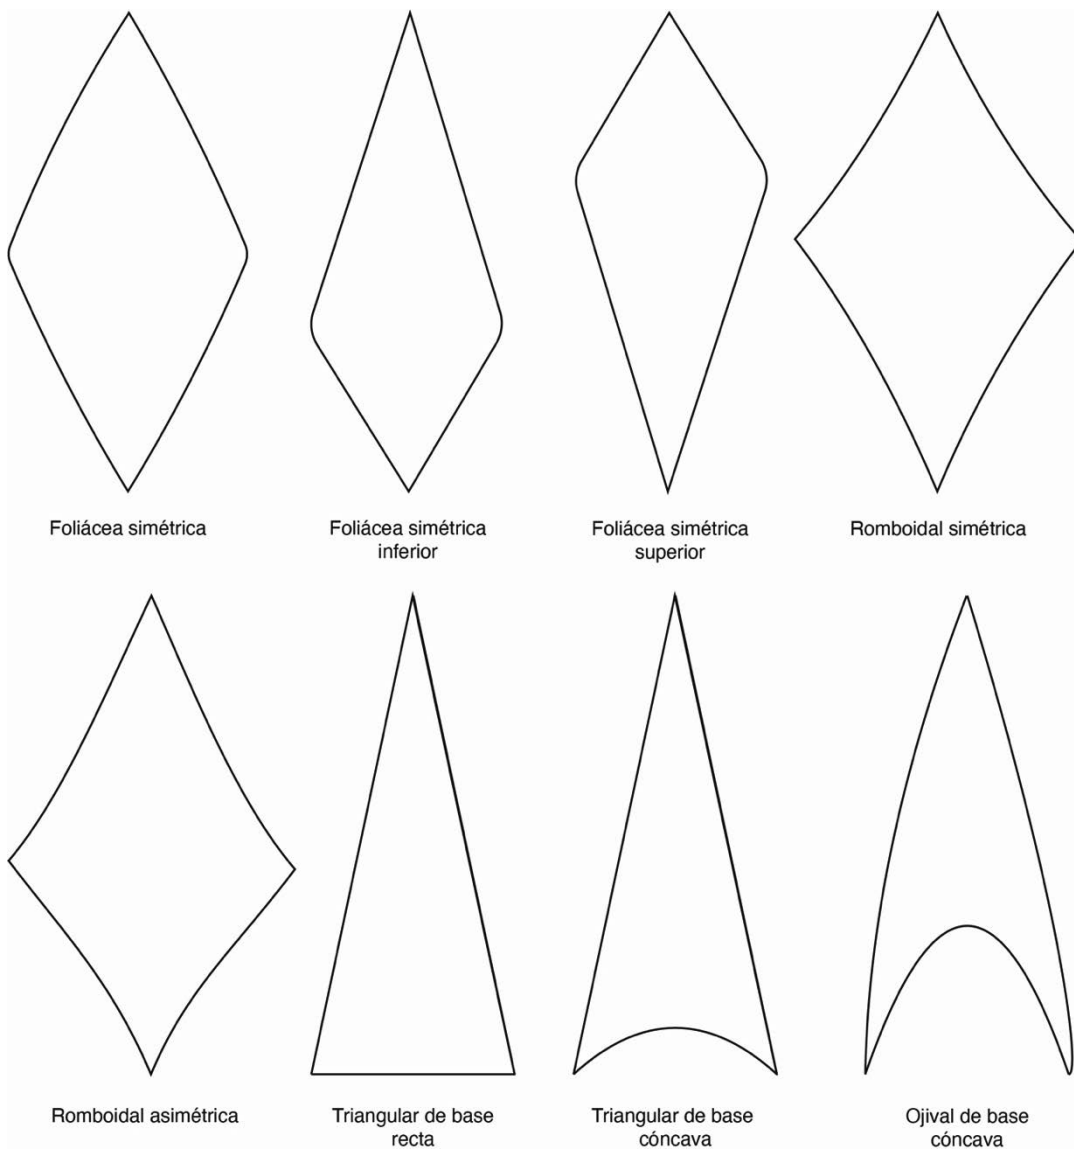 Foliácea simétrica
Foliácea simétrica
inferior
Foliácea simétrica
superior
Romboidal simétrica
Romboidal asimétrica
Triangular de base
recta
Triangular de base
cóncava
Ojival de base
cóncava